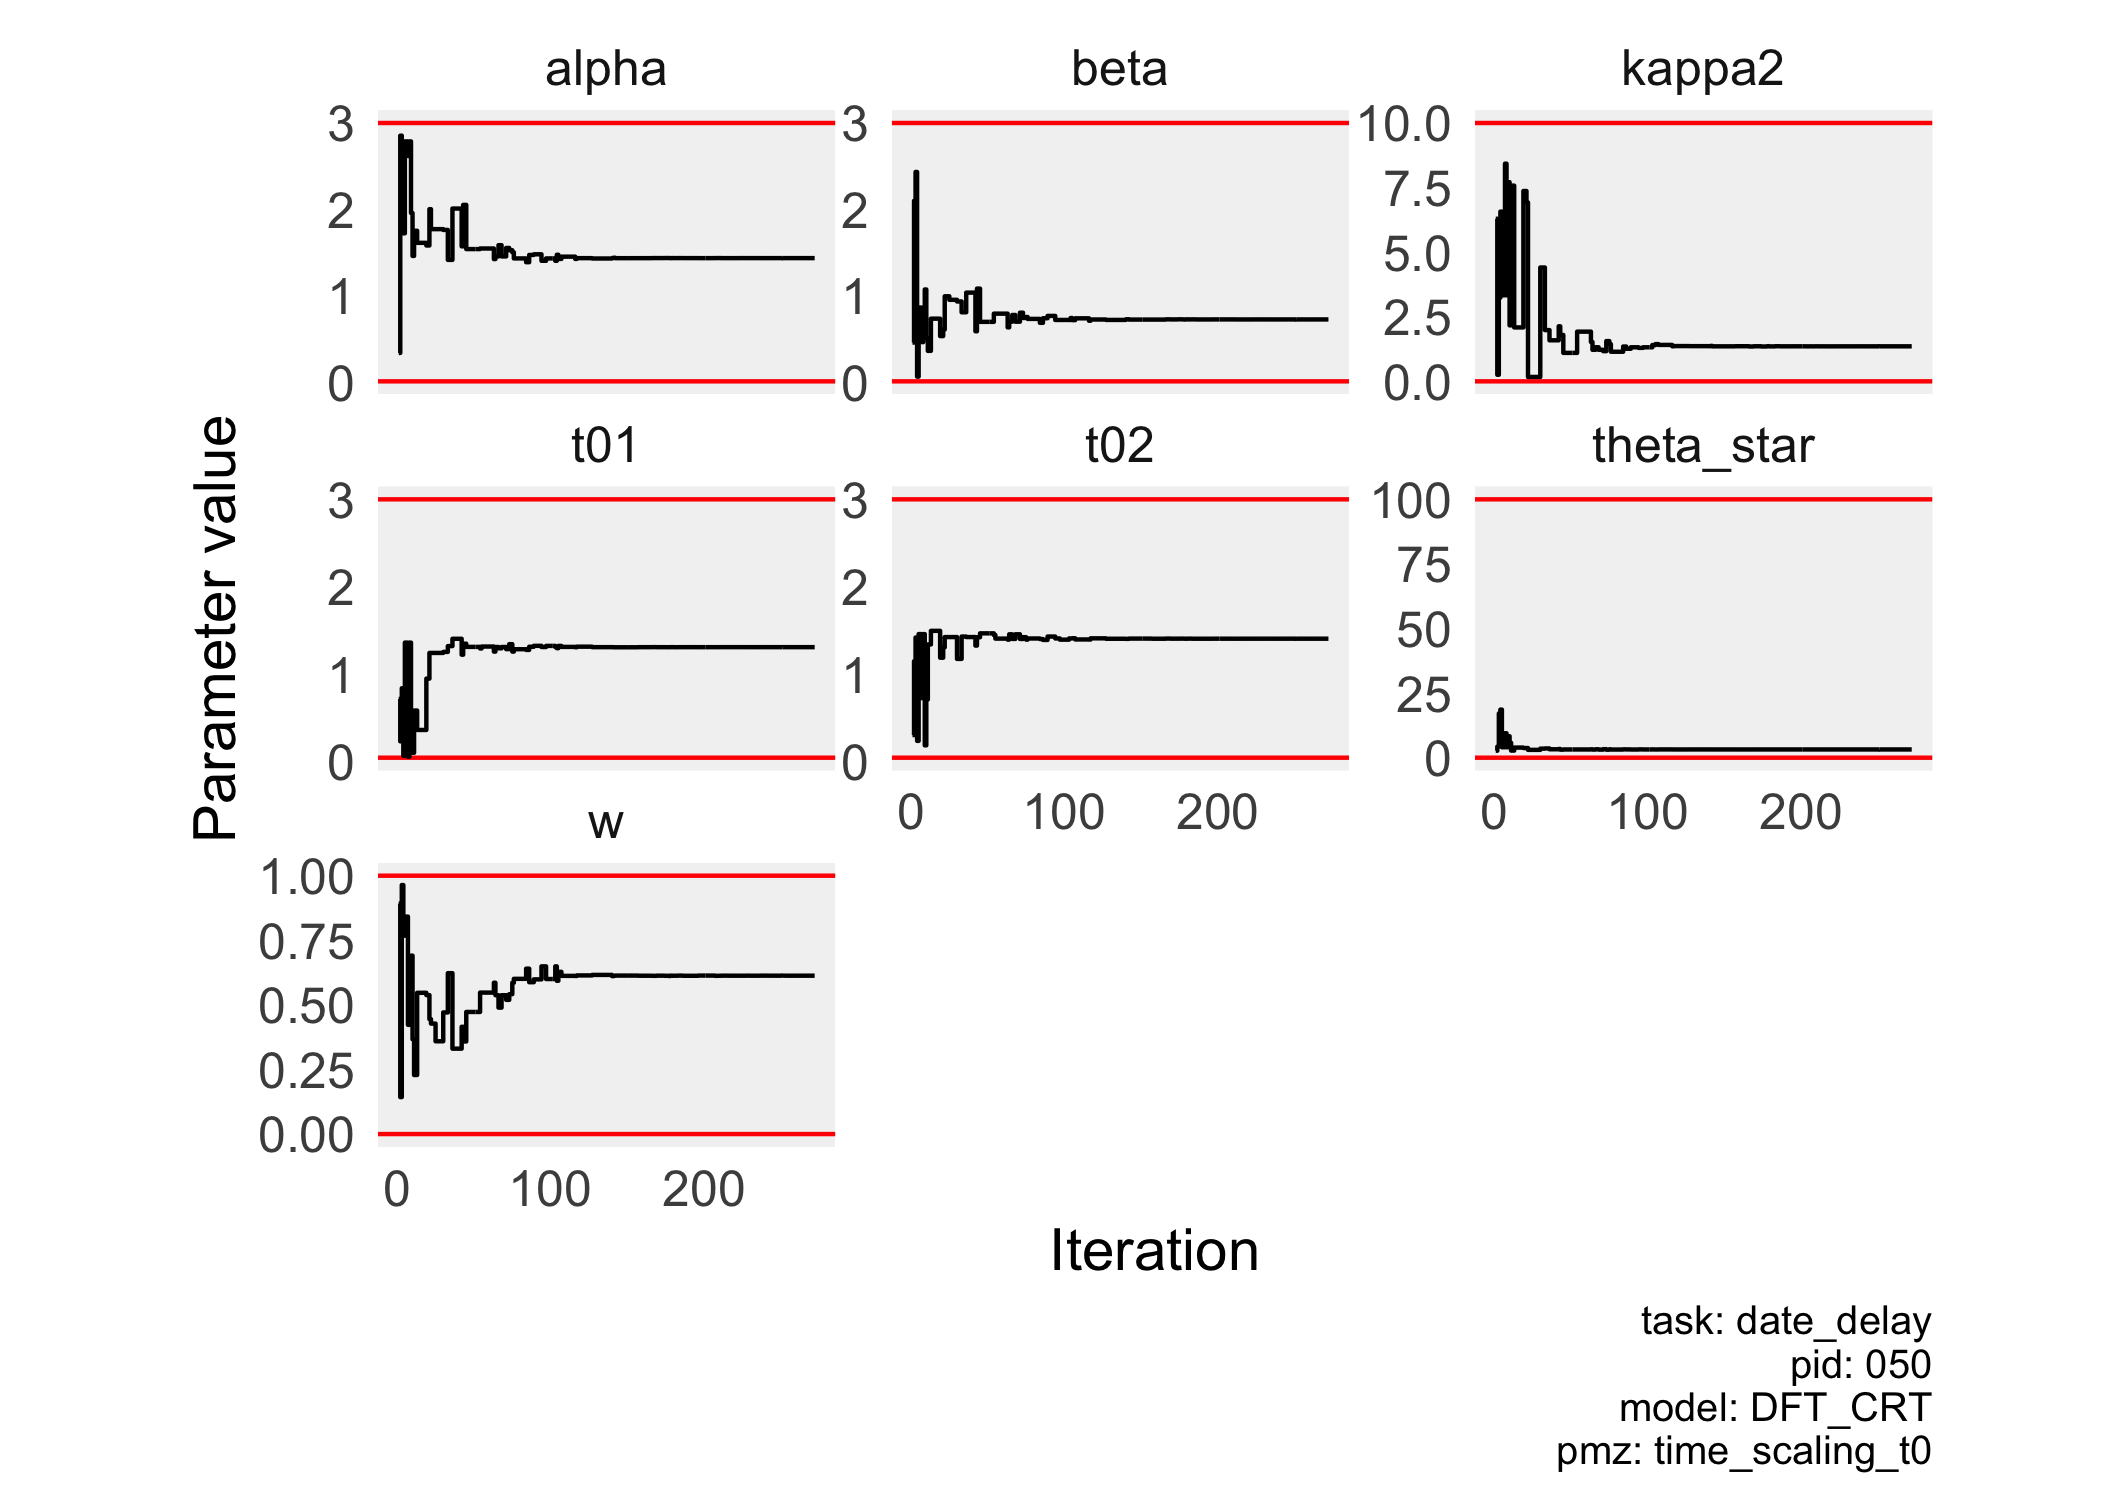 alpha
beta
kappa2
3
2
1
0
3
2
1
0
10.0
7.5
5.0
2.5
0.0
t01
t02
theta_star
3
2
1
0
3
2
1
0
100
75
50
25
0
0 100 200
0 100 200
w
1.00
0.75
0.50
0.25
0.00
0 100 200
Parameter value
Iteration
task: date_delay
pid: 050
model: DFT_CRT
pmz: time_scaling_t0